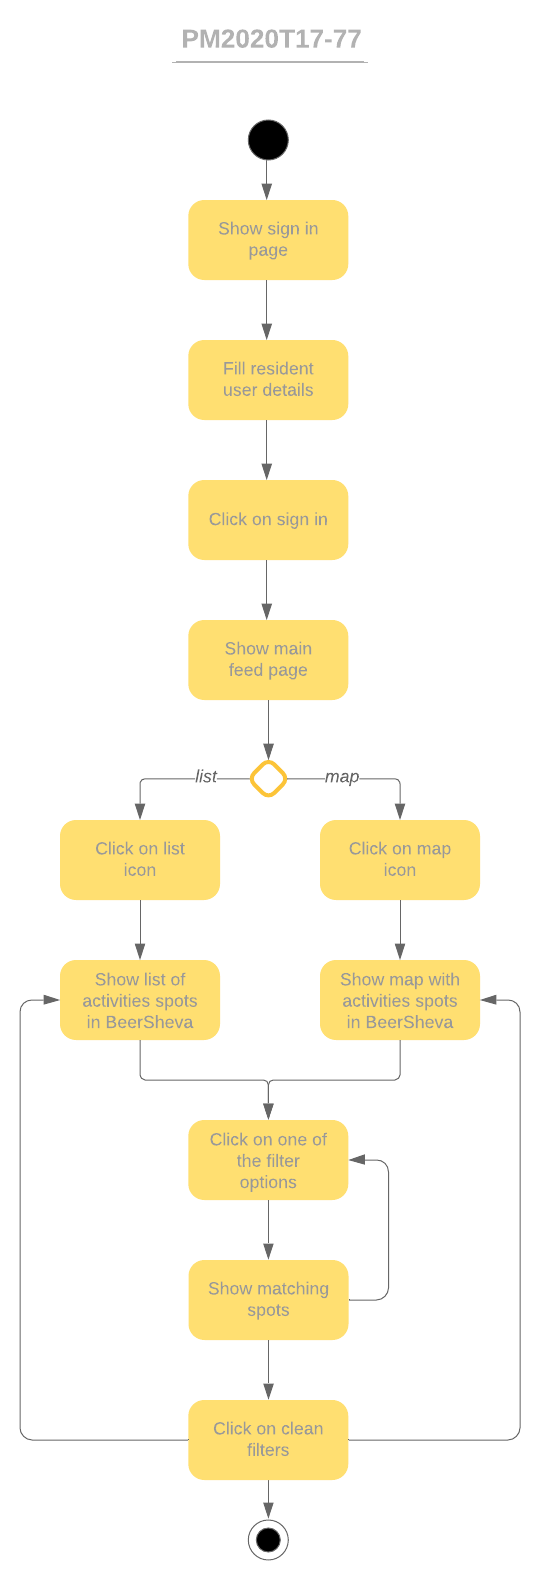 PM2020T17-77
Show sign in
page
Fill resident
user details
Click on sign in
Show main
feed page
list
map
Click on list
icon
Click on map
icon
Show list of
activities spots
in BeerSheva
Show map with
activities spots
in BeerSheva
Click on one of
the filter
options
Show matching
spots
Click on clean
filters